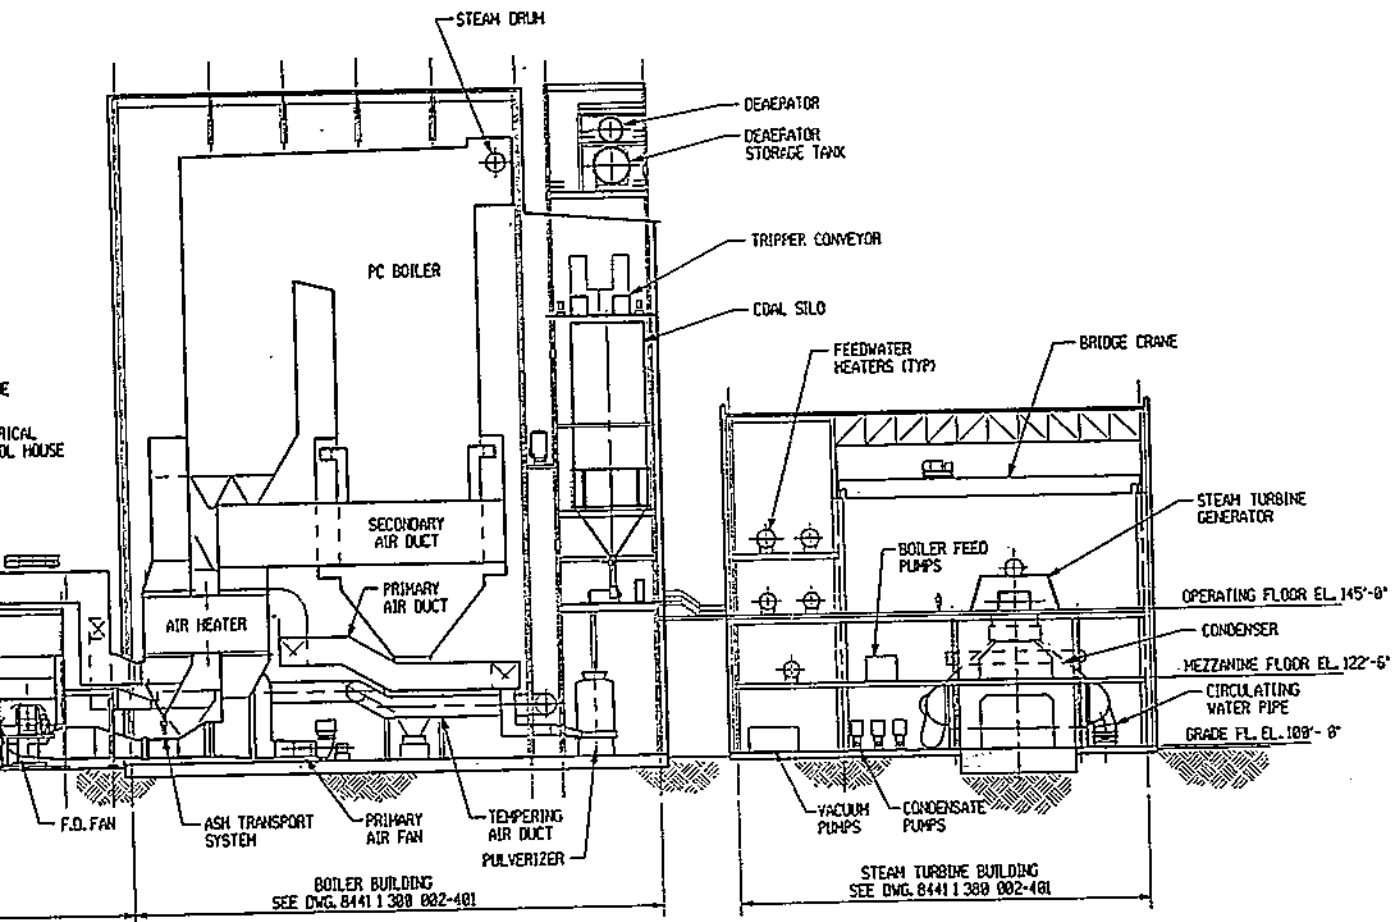 STEAM DRUM
DEAERATOR
DEAERATOR
STORAGE TANK
TRIPPER CONVEYOR
PC BOILER
COAL SILO
FEEDWATER
HEATERS (TYP)
BRIDGE CRANE
RICAL
OL HOUSE
STEAM TURBINE
GENERATOR
SECONDARY
AIR DUCT
BOILER FEED
PUMPS
PRIMARY
AIR DUCT
OPERATING FLOOR EL. 145'-0"
AIR HEATER
CONDENSER
MEZZANINE FLOOR EL. 122'-6"
CIRCULATING
WATER PIPE
GRADE FL. EL. 100'- 0"
F.D. FAN
ASH TRANSPORT
SYSTEM
PRIMARY
AIR FAN
TEMPERING
AIR DUCT
PULVERIZER
VACUUM
PUMPS
CONDENSATE
PUMPS
BOILER BUILDING
SEE DWG. 8441 1 300 002-401
STEAM TURBINE BUILDING
SEE DWG. 8441 1 300 002-401